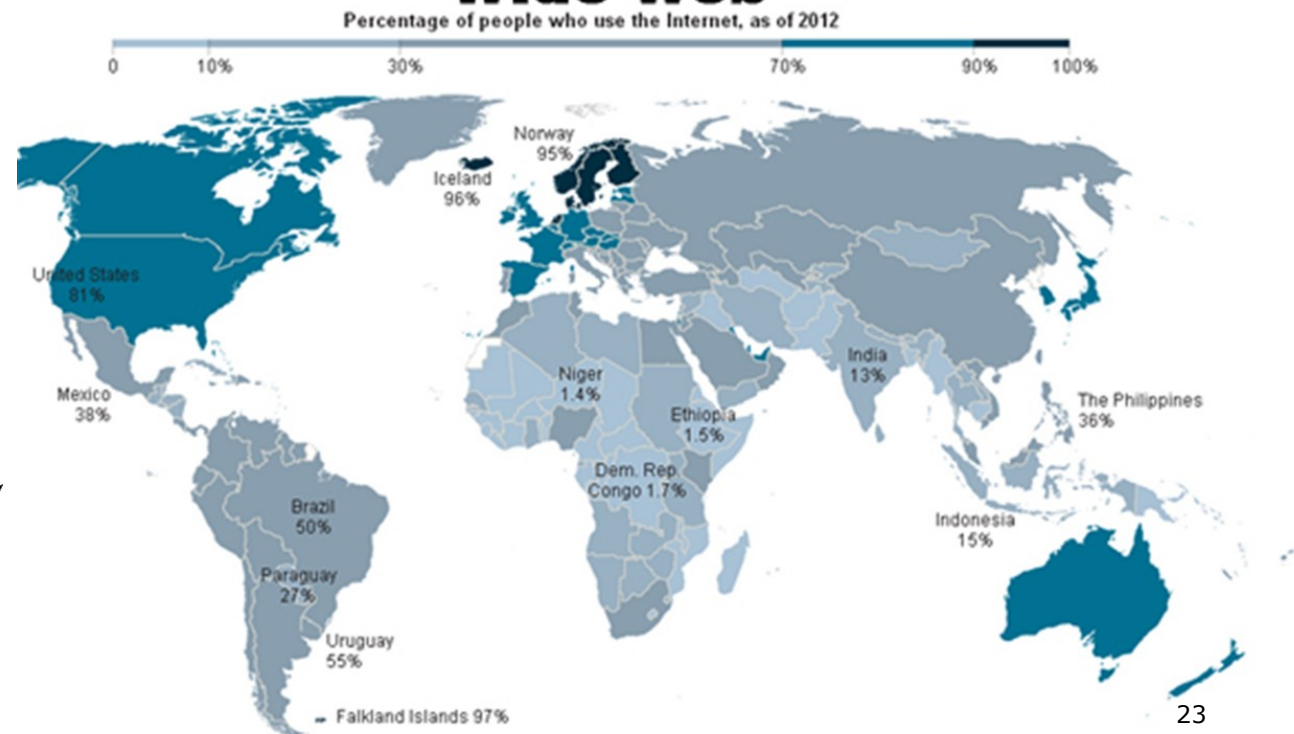 Wide Web
Percentage of people who use the Internet, as of 2012
0 10% 30% 70% 90% 100%
Norway
95%
Iceland
96%
United States
81%
Mexico
38%
Niger
1.4%
Ethiopia
1.5%
Dem. Rep.
Congo 1.7%
India
13%
The Philippines
36%
Indonesia
15%
Brazil
50%
Paraguay
27%
Uruguay
55%
Falkland Islands 97%
23